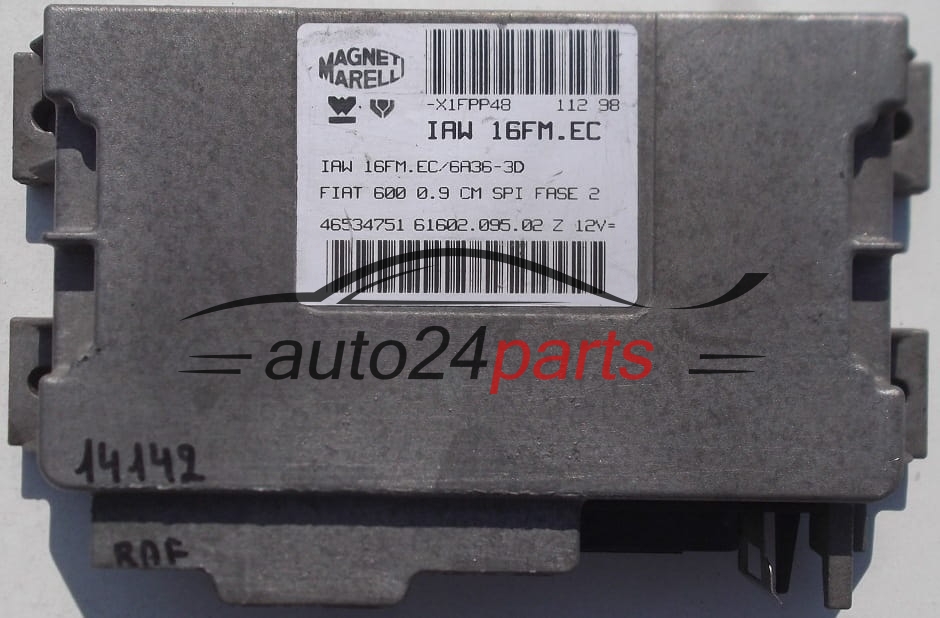 MAGNETI
MARELLI
-X1FPP48 112 98
IAW 16FM.EC
IAW 16FM.EC/6A36-3D
FIAT 600 0.9 CM SPI FASE 2
46534751 61602.095.02 Z 12V=
auto24parts
14142
RAF